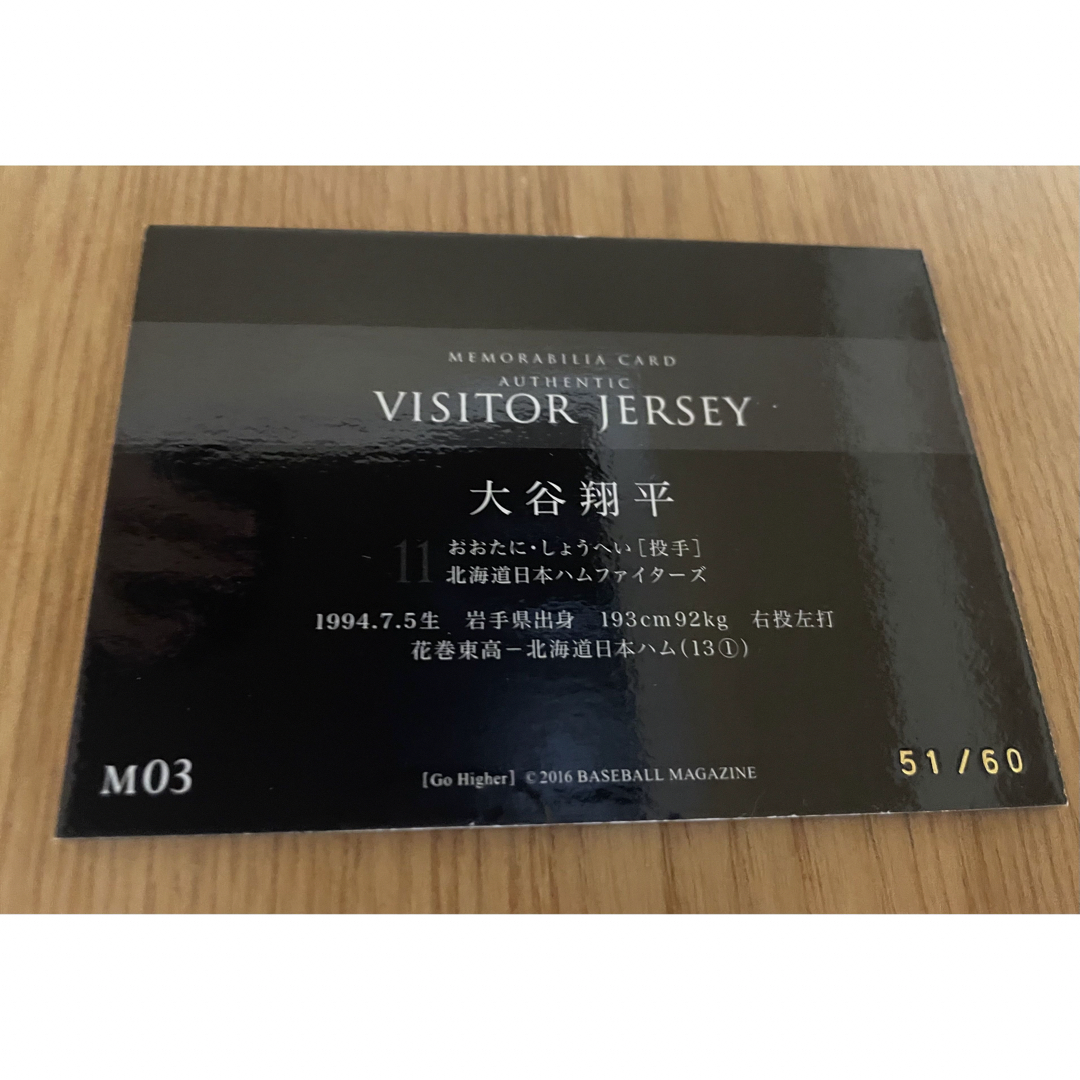 MEMORABILIA CARD
AUTHENTIC
VISITOR JERSEY
大谷翔平
11 おおたに・しょうへい［投手］
北海道日本ハムファイターズ
1994.7.5生 岩手県出身 193cm92kg 右投左打
花巻東高－北海道日本ハム(13①)
M03
[Go Higher] ©2016 BASEBALL MAGAZINE
51/60